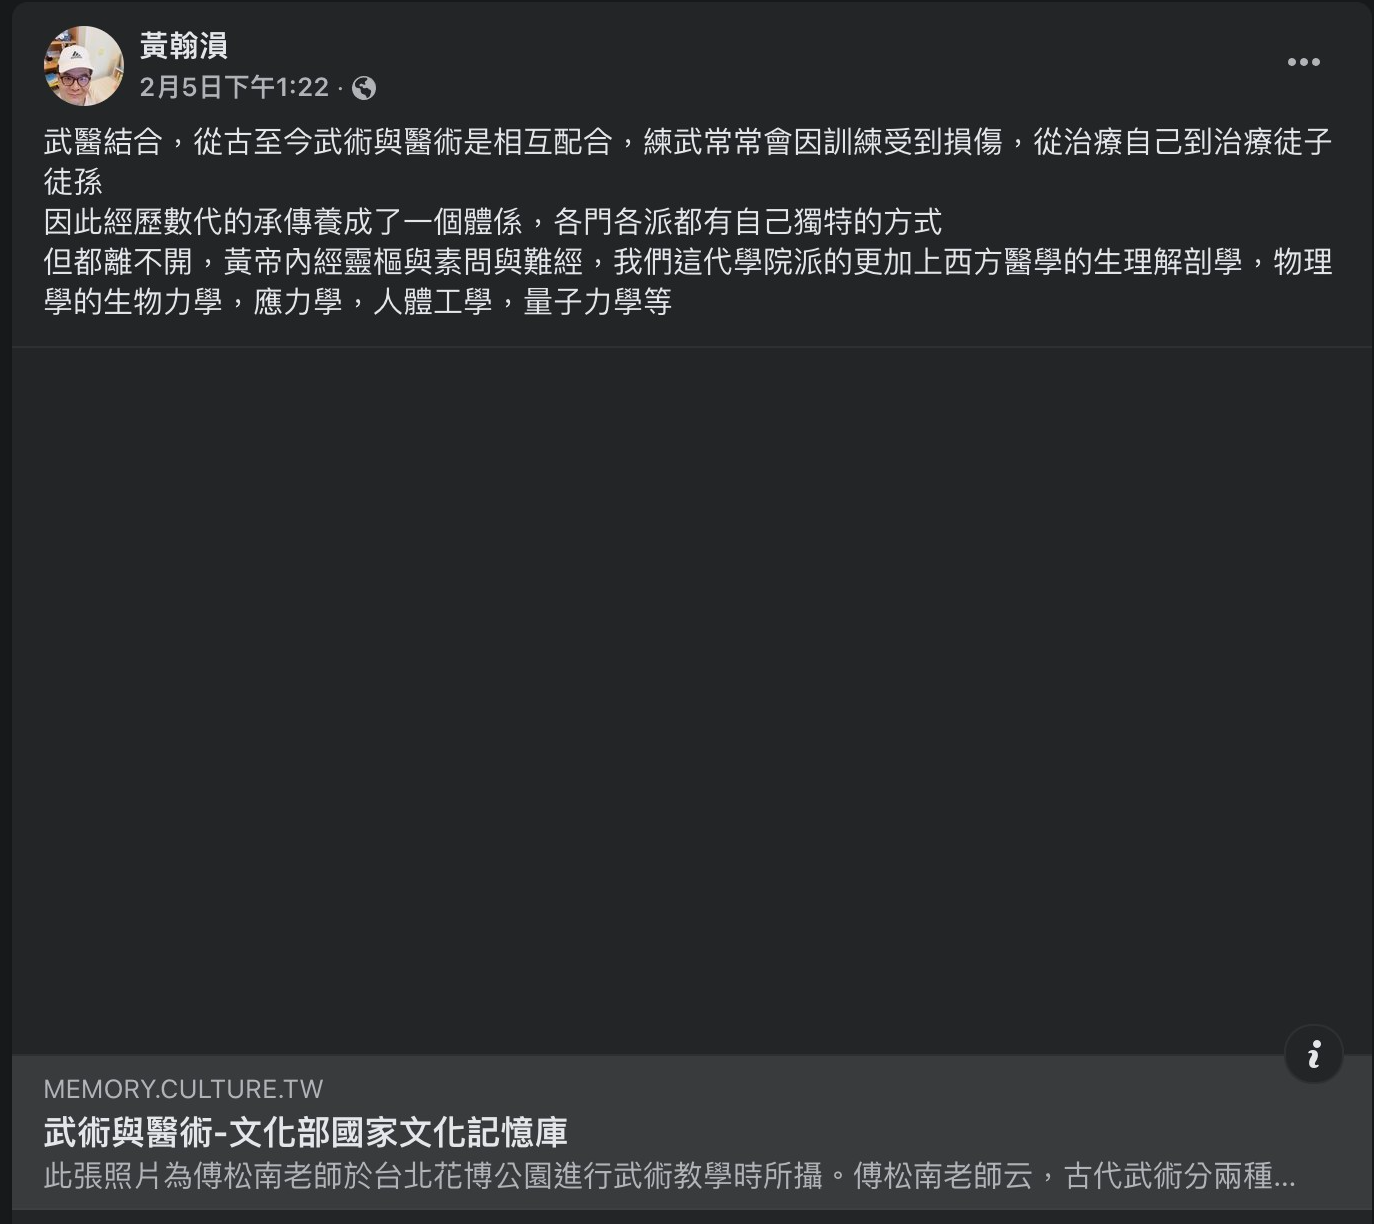 黃翰湨
2月5日下午1:22 ·
武醫結合，從古至今武術與醫術是相互配合，練武常常會因訓練受到損傷，從治療自己到治療徒子
徒孫
因此經歷數代的承傳養成了一個體係，各門各派都有自己獨特的方式
但都離不開，黃帝內經靈樞與素問與難經，我們這代學院派的更加上西方醫學的生理解剖學，物理
學的生物力學，應力學，人體工學，量子力學等
MEMORY.CULTURE.TW
武術與醫術-文化部國家文化記憶庫
此張照片為傅松南老師於台北花博公園進行武術教學時所攝。傅松南老師云，古代武術分兩種...